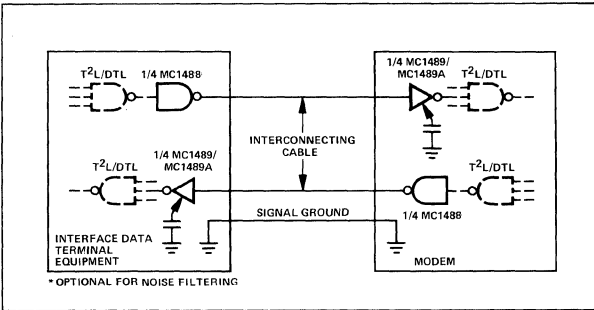 T²L/DTL
1/4 MC1488
1/4 MC1489/
MC1489A
T²L/DTL
INTERCONNECTING
CABLE
T²L/DTL
1/4 MC1489/
MC1489A
T²L/DTL
1/4 MC1488
SIGNAL GROUND
INTERFACE DATA
TERMINAL
EQUIPMENT
MODEM
* OPTIONAL FOR NOISE FILTERING